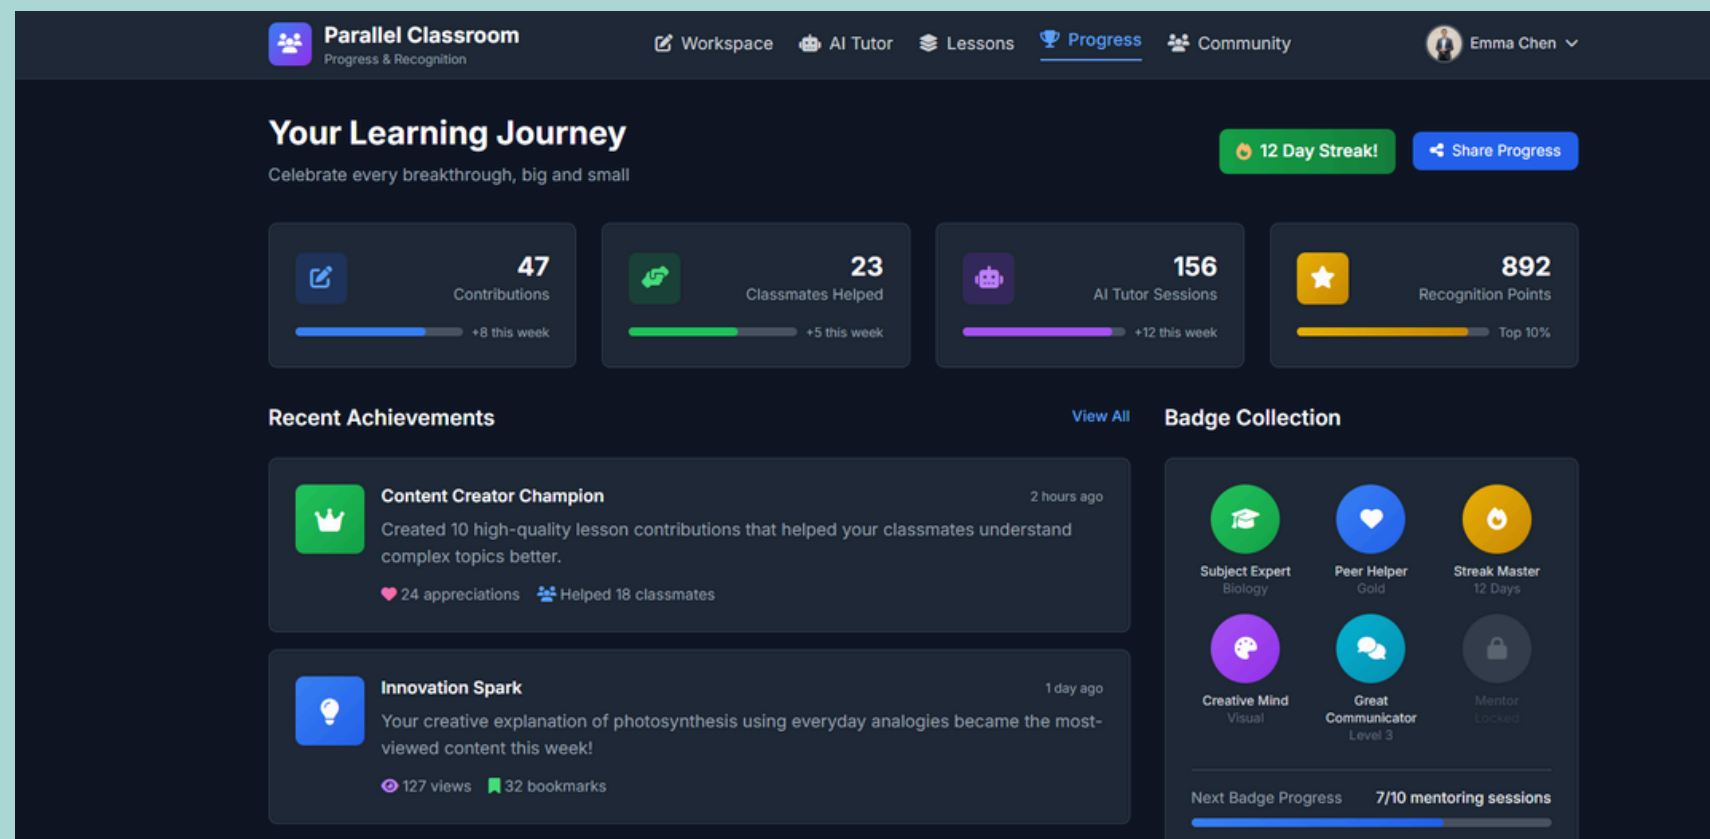 Parallel Classroom
Progress & Recognition
Workspace
AI Tutor
Lessons
Progress
Community
Emma Chen
Your Learning Journey
Celebrate every breakthrough, big and small
12 Day Streak!
Share Progress
47
Contributions
+8 this week
23
Classmates Helped
+5 this week
156
AI Tutor Sessions
+12 this week
892
Recognition Points
Top 10%
Recent Achievements
View All
Content Creator Champion
2 hours ago
Created 10 high-quality lesson contributions that helped your classmates understand
complex topics better.
24 appreciations
Helped 18 classmates
Innovation Spark
1 day ago
Your creative explanation of photosynthesis using everyday analogies became the most-
viewed content this week!
127 views
32 bookmarks
Badge Collection
Subject Expert
Biology
Peer Helper
Gold
Streak Master
12 Days
Creative Mind
Visual
Great
Communicator
Level 3
Mentor
Locked
Next Badge Progress
7/10 mentoring sessions